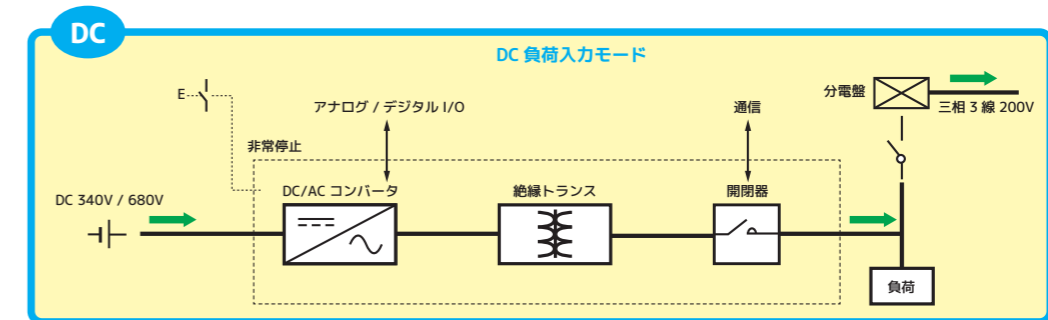 DC
DC 負荷入力モード
E
分電盤
三相 3 線 200V
アナログ / デジタル I/O
通信
非常停止
DC/AC コンバータ
絶縁トランス
開閉器
DC 340V / 680V
負荷